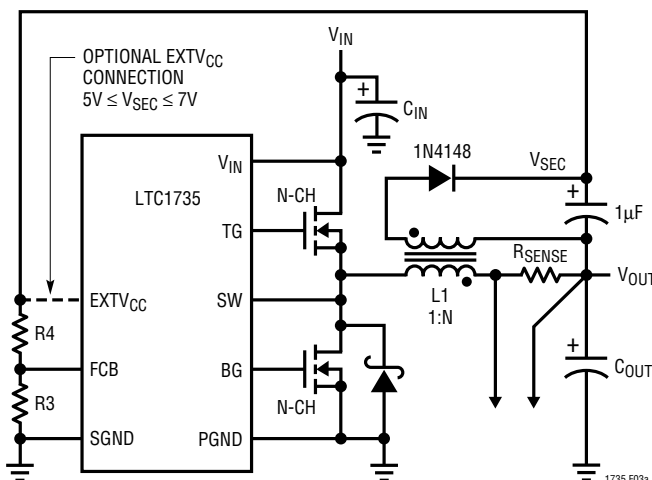 OPTIONAL EXTVCC
CONNECTION
5V ≤ VSEC ≤ 7V
VIN
+
CIN
VIN
LTC1735
N-CH
1N4148
VSEC
+
1µF
TG
RSENSE
VOUT
L1
1:N
EXTVCC
SW
R4
FCB
BG
+
COUT
R3
N-CH
SGND
PGND
1735 F03a